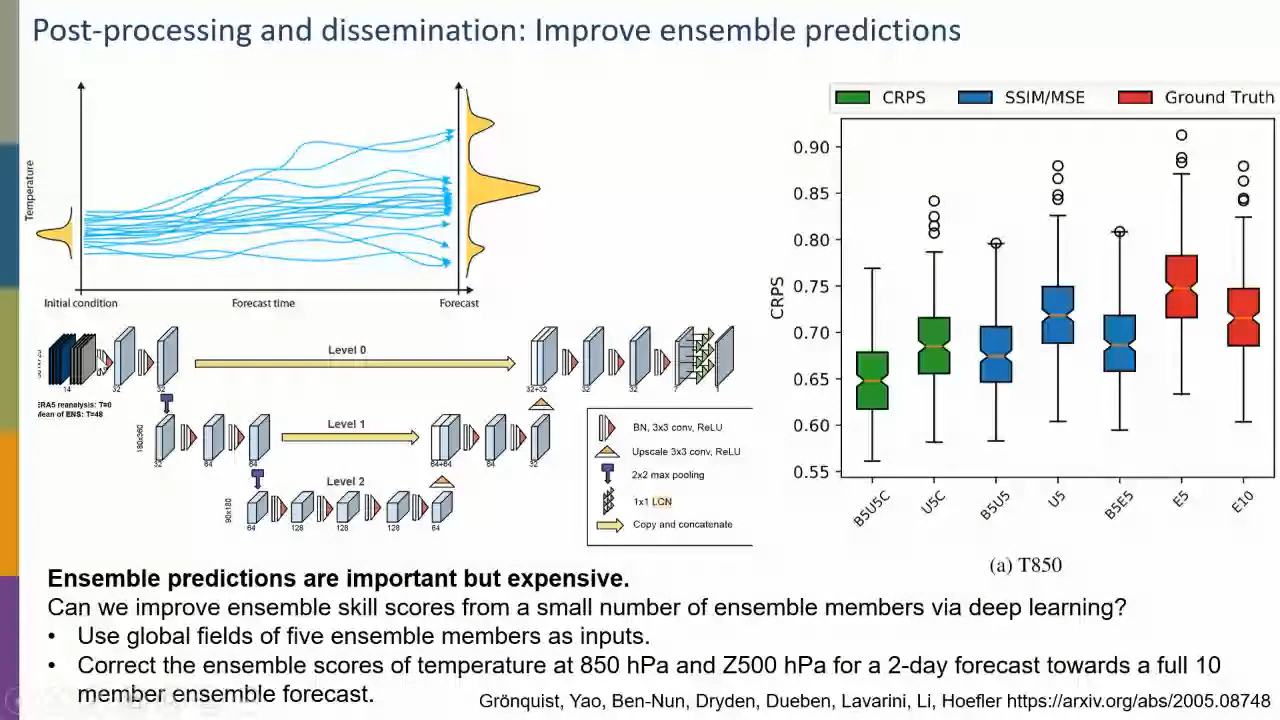 Post-processing and dissemination: Improve ensemble predictions
Temperature
Initial condition
Forecast time
Forecast
CRPS
SSIM/MSE
Ground Truth
CRPS
0.90
0.85
0.80
0.75
0.70
0.65
0.60
0.55
B5U5C
U5C
B5U5
U5
B5E5
E5
E10
(a) T850
Level 0
14
32
32
32+32
32
32
7
1
ERA5 reanalysis: T=0
Mean of ENS: T=48
Level 1
180x360
32
64
64
64+64
64
32
Level 2
90x180
64
128
128
128
64
BN, 3x3 conv, ReLU
Upscale 3x3 conv, ReLU
2x2 max pooling
1x1 LCN
Copy and concatenate
Ensemble predictions are important but expensive.
Can we improve ensemble skill scores from a small number of ensemble members via deep learning?
• Use global fields of five ensemble members as inputs.
• Correct the ensemble scores of temperature at 850 hPa and Z500 hPa for a 2-day forecast towards a full 10
member ensemble forecast.
Grönquist, Yao, Ben-Nun, Dryden, Dueben, Lavarini, Li, Hoefler https://arxiv.org/abs/2005.08748